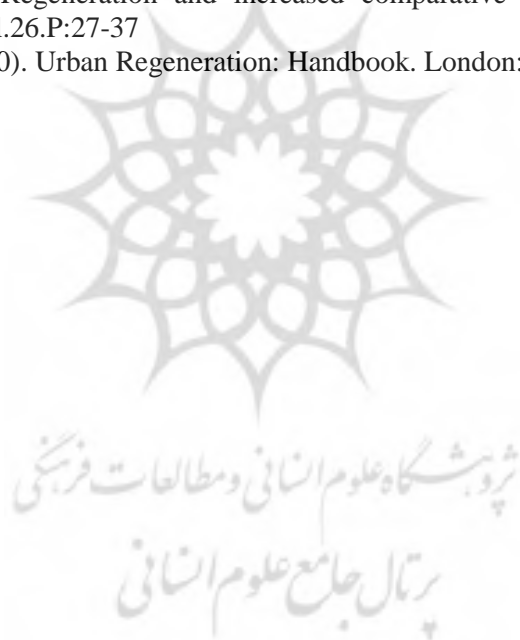 Regeneration and increased comparative
.26.P:27-37
0). Urban Regeneration: Handbook. London:
پژوهشگاه علوم انسانی و مطالعات فرهنگی
پرتال جامع علوم انسانی